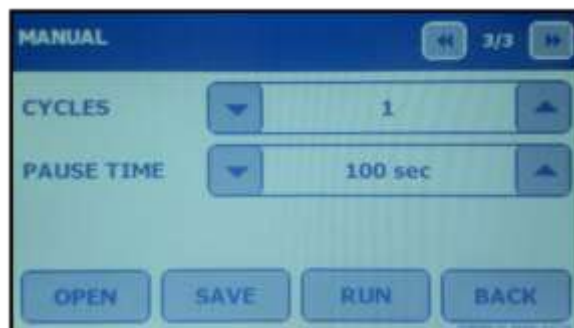 MANUAL 3/3
CYCLES 1
PAUSE TIME 100 sec
OPEN SAVE RUN BACK